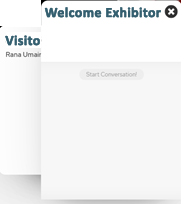 Welcome Exhibitor
Visito
Rana Umair
Start Conversation!